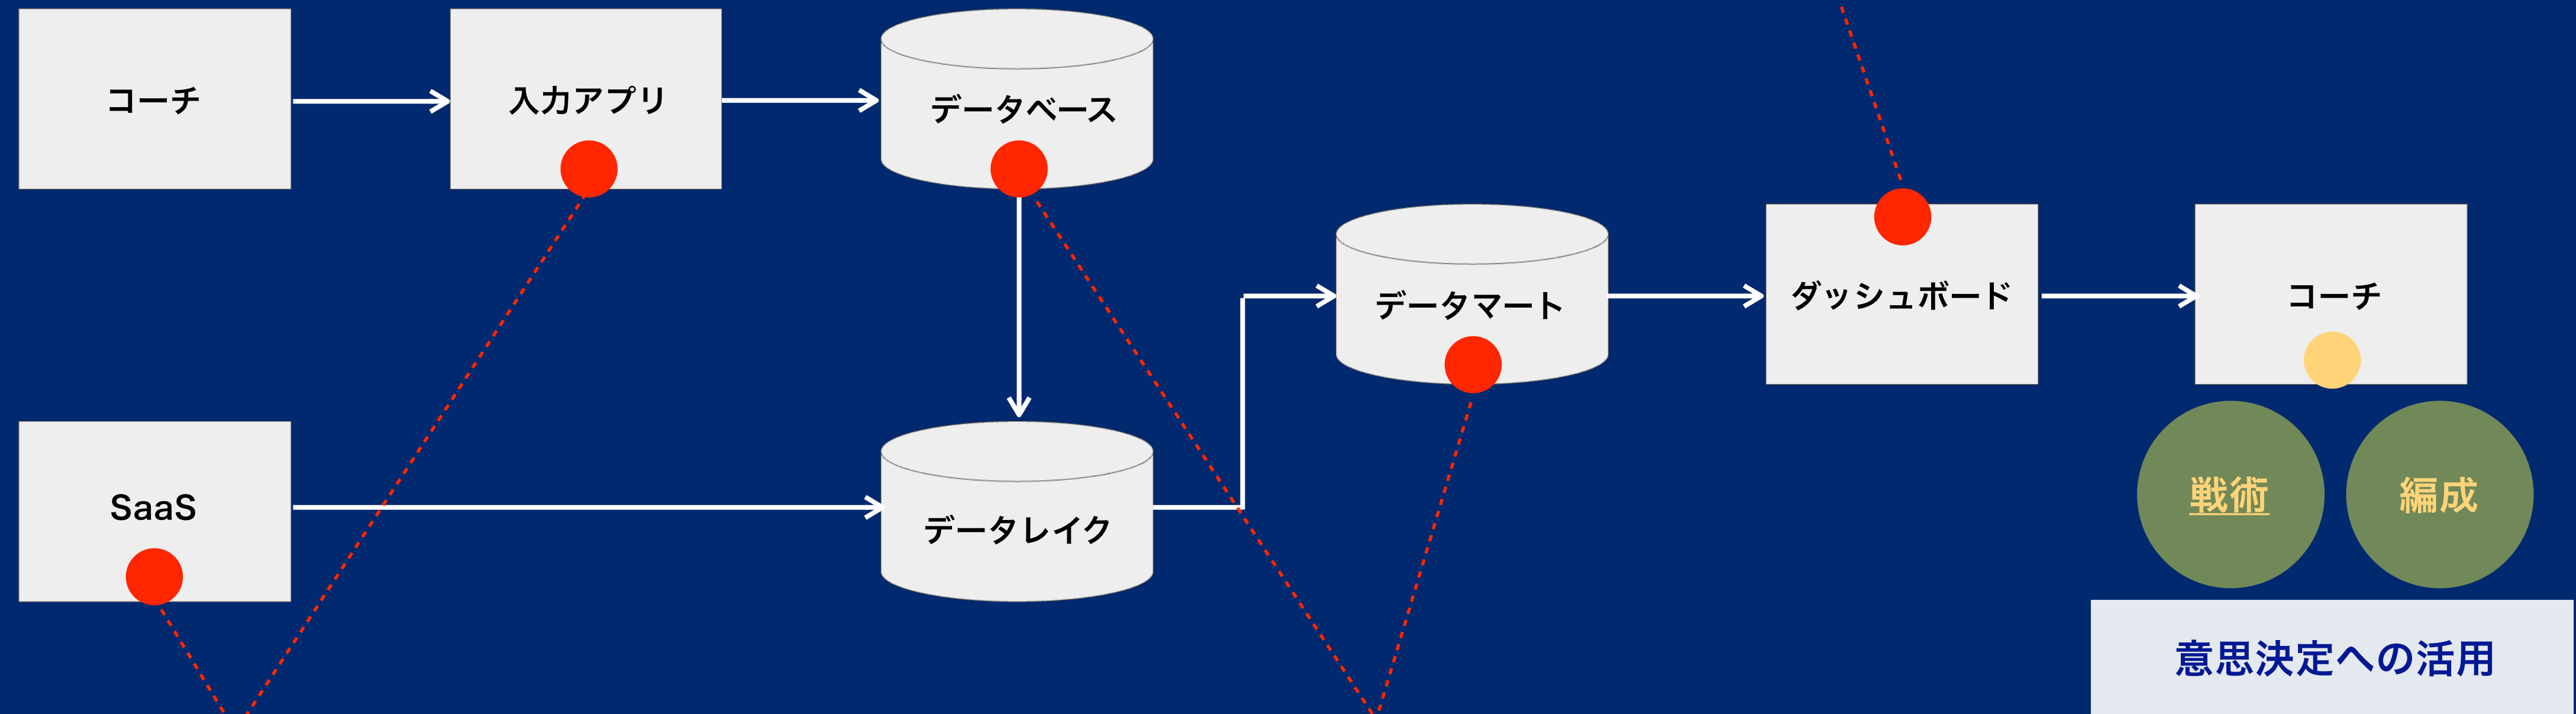 コーチ
入力アプリ
データベース
データマート
ダッシュボード
コーチ
SaaS
データレイク
戦術
編成
意思決定への活用